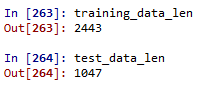 In [263]: training_data_len
Out[263]: 2443
In [264]: test_data_len
Out[264]: 1047